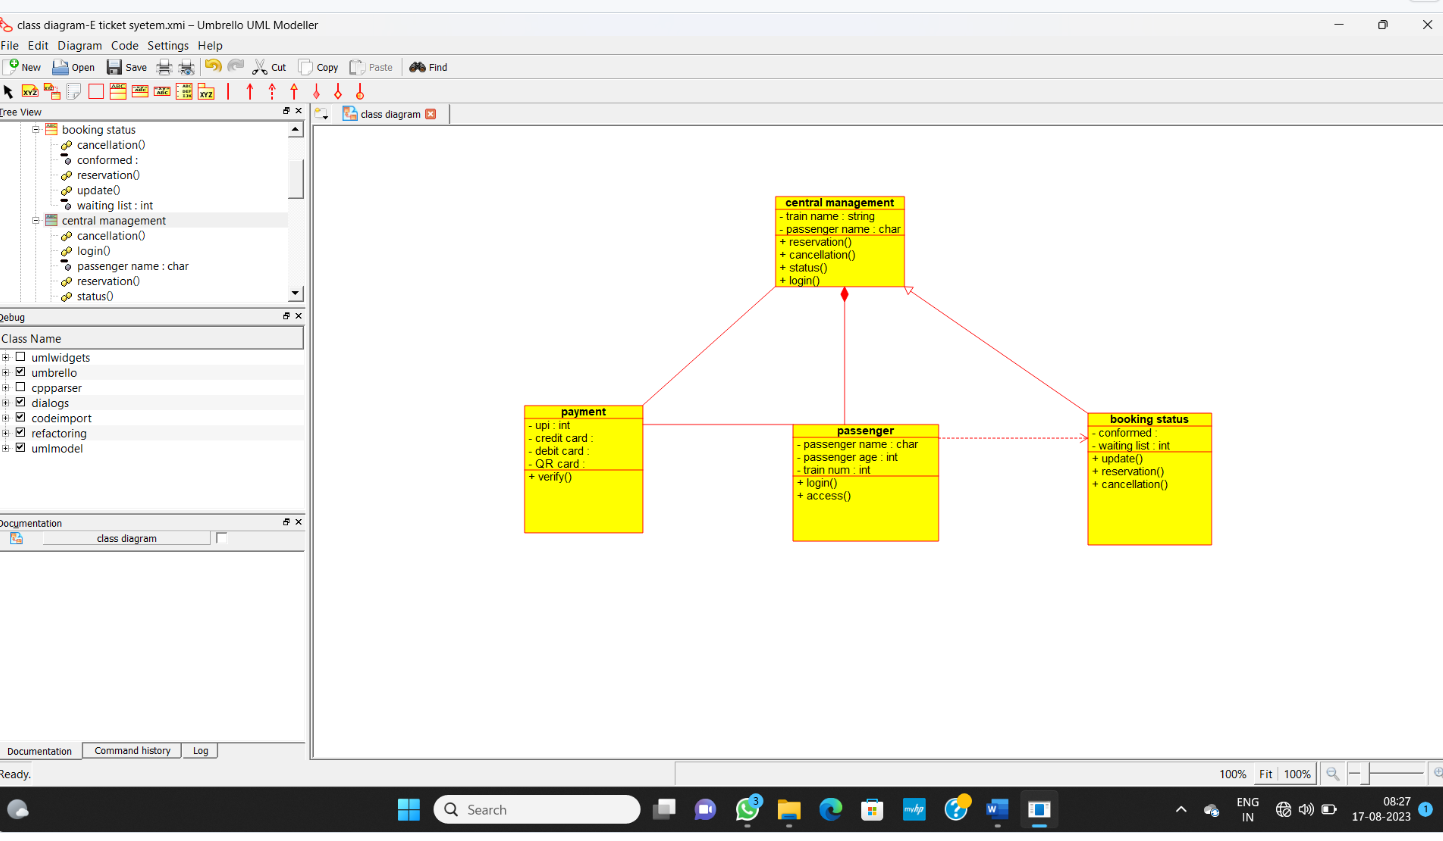 class diagram-E ticket syetem.xmi – Umbrello UML Modeller
File Edit Diagram Code Settings Help
New Open Save Cut Copy Paste Find
Tree View
class diagram
booking status
cancellation()
conformed :
reservation()
update()
waiting list : int
central management
cancellation()
login()
passenger name : char
reservation()
status()
Debug
Class Name
umlwidgets
umbrello
cppparser
dialogs
codeimport
refactoring
umlmodel
Documentation
class diagram
Documentation Command history Log
central management
- train name : string
- passenger name : char
+ reservation()
+ cancellation()
+ status()
+ login()
payment
- upi : int
- credit card :
- debit card :
- QR card :
+ verify()
passenger
- passenger name : char
- passenger age : int
- train num : int
+ login()
+ access()
booking status
- conformed :
- waiting list : int
+ update()
+ reservation()
+ cancellation()
Ready.
100% Fit 100%
Search
3
ENG
IN
08:27
17-08-2023
1